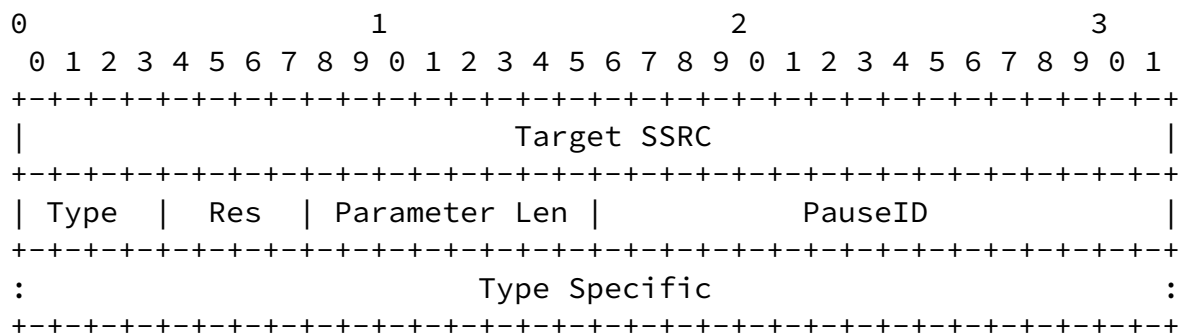 0                   1                   2                   3
 0 1 2 3 4 5 6 7 8 9 0 1 2 3 4 5 6 7 8 9 0 1 2 3 4 5 6 7 8 9 0 1
+-+-+-+-+-+-+-+-+-+-+-+-+-+-+-+-+-+-+-+-+-+-+-+-+-+-+-+-+-+-+-+-+
|                          Target SSRC                          |
+-+-+-+-+-+-+-+-+-+-+-+-+-+-+-+-+-+-+-+-+-+-+-+-+-+-+-+-+-+-+-+-+
| Type  |  Res  | Parameter Len |           PauseID             |
+-+-+-+-+-+-+-+-+-+-+-+-+-+-+-+-+-+-+-+-+-+-+-+-+-+-+-+-+-+-+-+-+
:                         Type Specific                         :
+-+-+-+-+-+-+-+-+-+-+-+-+-+-+-+-+-+-+-+-+-+-+-+-+-+-+-+-+-+-+-+-+